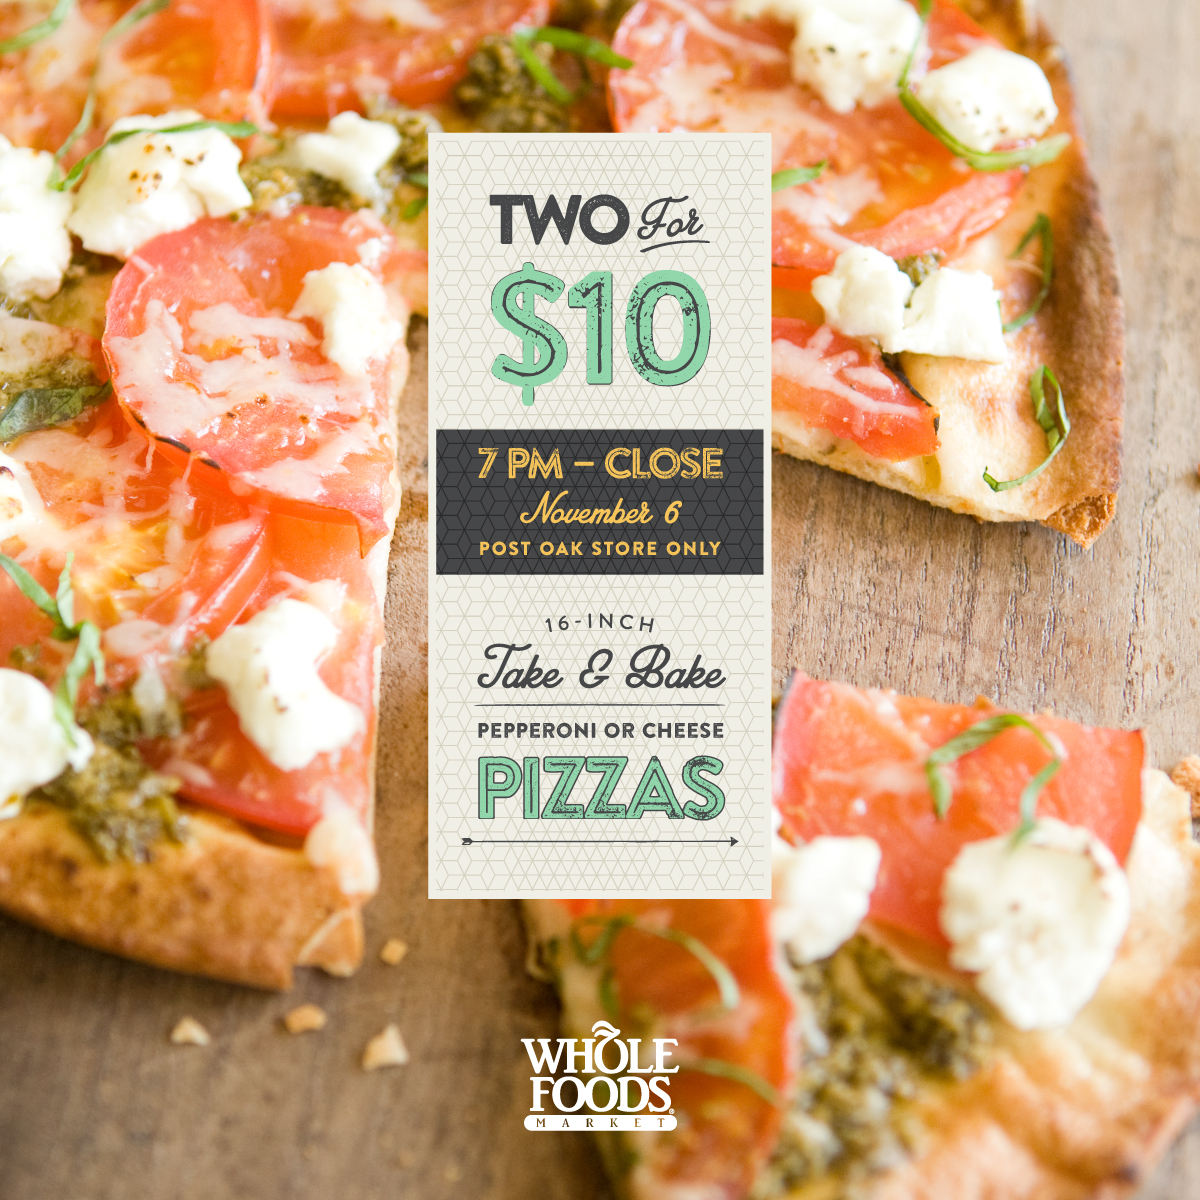 TWO For
$10
7 PM – CLOSE
November 6
POST OAK STORE ONLY
16-INCH
Take & Bake
PEPPERONI OR CHEESE
PIZZAS
WHOLE
FOODS®
MARKET